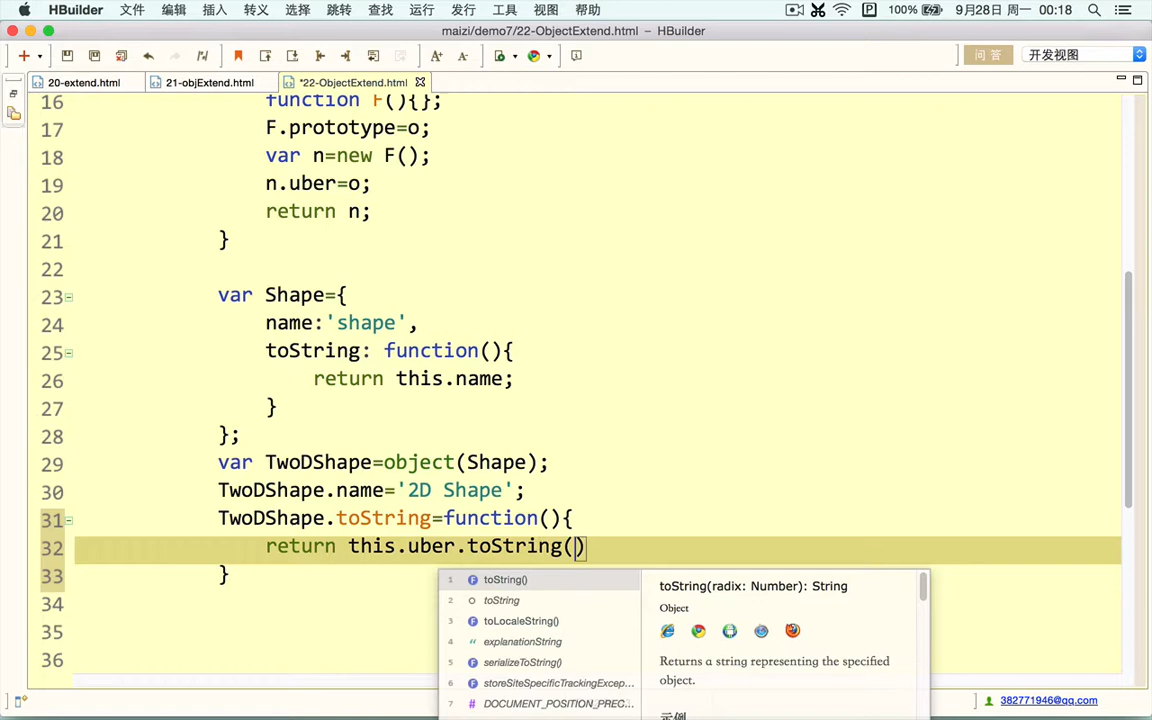 HBuilder 文件 编辑 插入 转义 选择 跳转 查找 运行 发行 工具 视图 帮助 P 100% 9月28日 周一 00:18
maizi/demo7/22-ObjectExtend.html — HBuilder
A+ A- 问 答 开发视图
20-extend.html 21-objExtend.html *22-ObjectExtend.html
16 function F(){};
17 F.prototype=o;
18 var n=new F();
19 n.uber=o;
20 return n;
21 }
22
23 var Shape={
24 name:'shape',
25 toString: function(){
26 return this.name;
27 }
28 };
29 var TwoDShape=object(Shape);
30 TwoDShape.name='2D Shape';
31 TwoDShape.toString=function(){
32 return this.uber.toString()
33 }
34
35
36
1 F toString()
2 toString
3 F toLocaleString()
4 explanationString
5 F serializeToString()
6 F storeSiteSpecificTrackingExcep...
7 # DOCUMENT_POSITION_PREC...
toString(radix: Number): String
Object
Returns a string representing the specified
object.
示例
382771946@qq.com